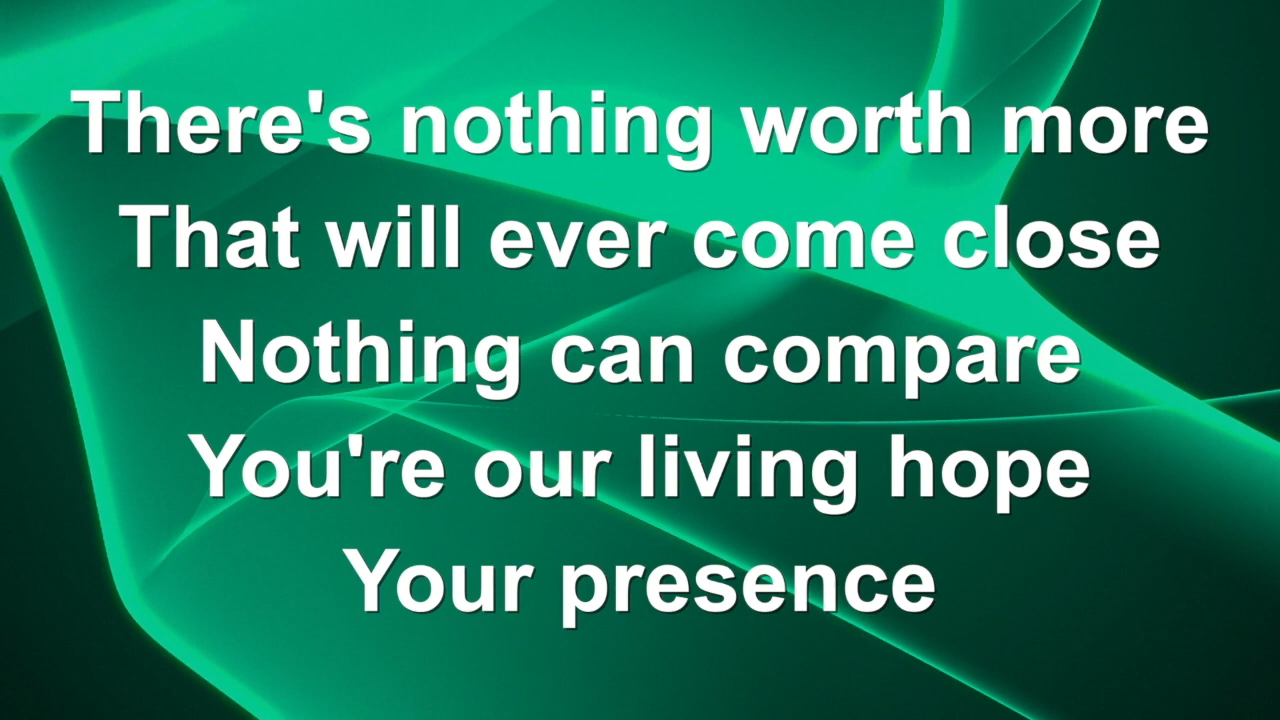 There's nothing worth more
That will ever come close
Nothing can compare
You're our living hope
Your presence